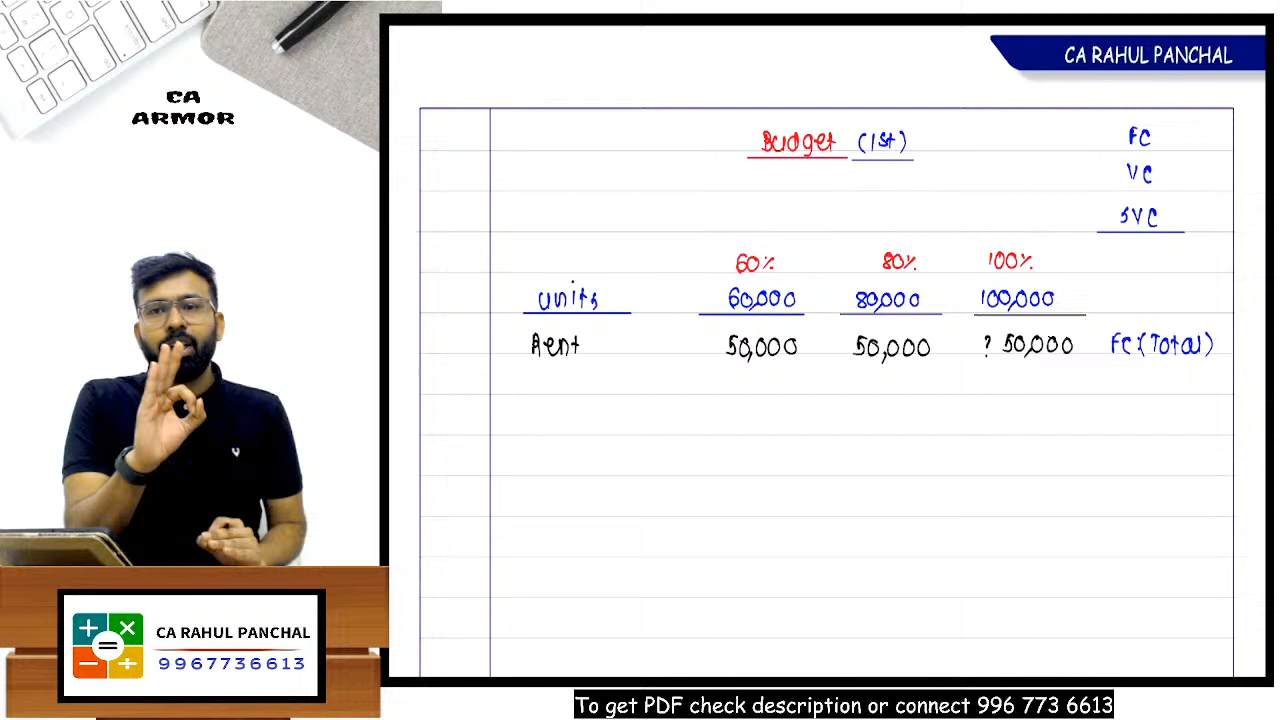 CA RAHUL PANCHAL
CA
ARMOR
Budget (1st)
FC
VC
SVC
60% 80% 100%
units 60,000 80,000 100,000
Rent 50,000 50,000 ? 50,000 FC:(Total)
CA RAHUL PANCHAL
9967736613
To get PDF check description or connect 996 773 6613